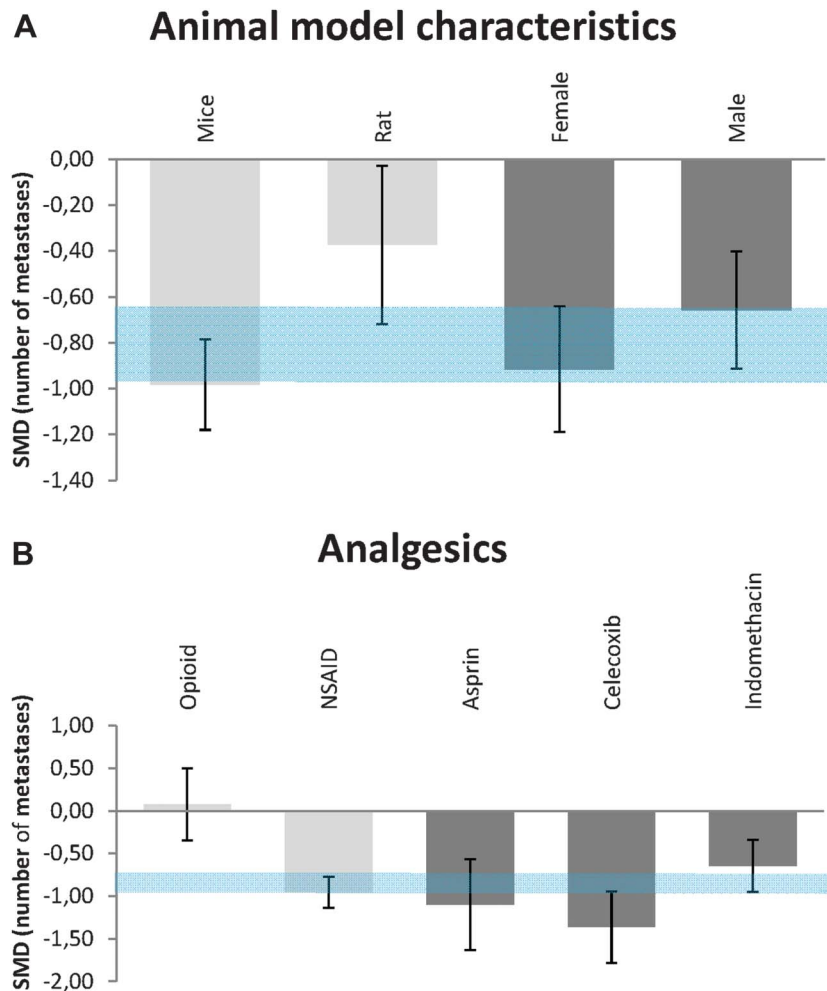 A
Animal model characteristics
Mice
Rat
Female
Male
SMD (number of metastases)
0,00
-0,20
-0,40
-0,60
-0,80
-1,00
-1,20
-1,40
B
Analgesics
Opioid
NSAID
Asprin
Celecoxib
Indomethacin
SMD (number of metastases)
1,00
0,50
0,00
-0,50
-1,00
-1,50
-2,00